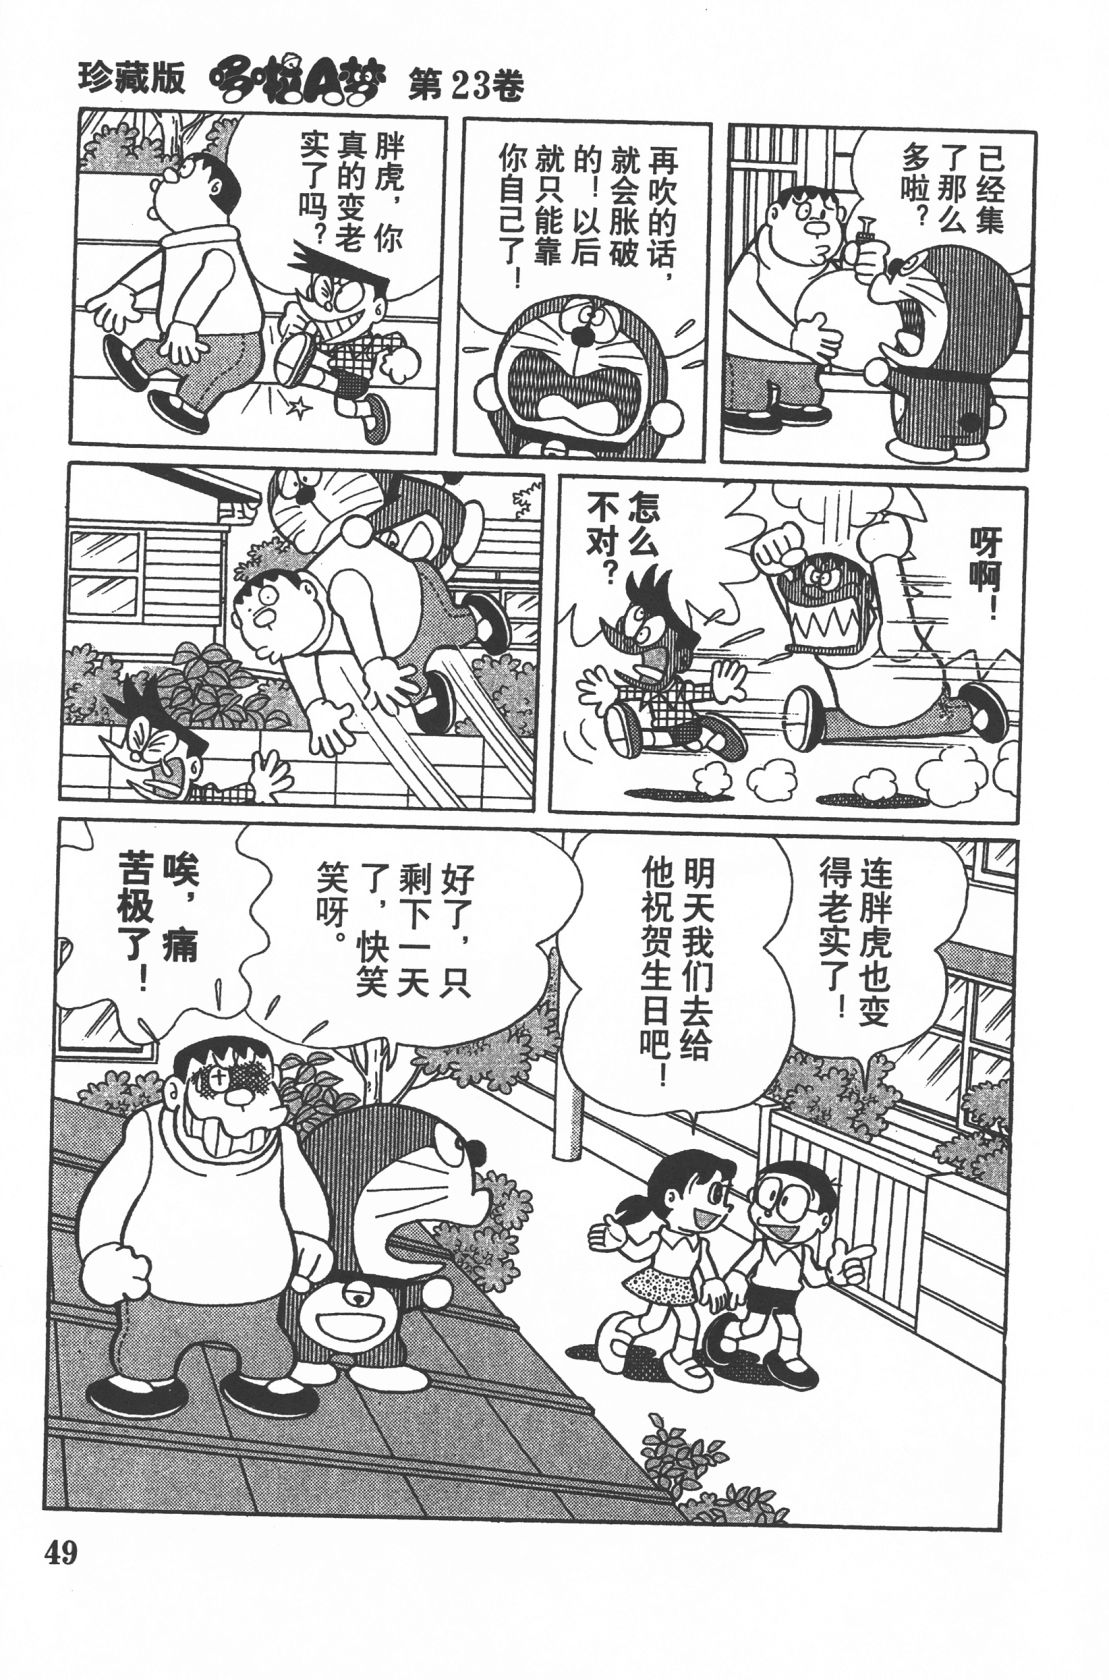 珍藏版 哆啦A梦 第23卷
已经集
了那么
多啦？
再吹的话，
就会胀破
的！以后
就只能靠
你自己了！
胖虎，你
真的变老
实了吗？
呀啊！
怎么
不对？
连胖虎也变
得老实了！
明天我们去给
他祝贺生日吧！
好了，只
剩下一天
了，快笑
笑呀。
唉，痛
苦极了！
49